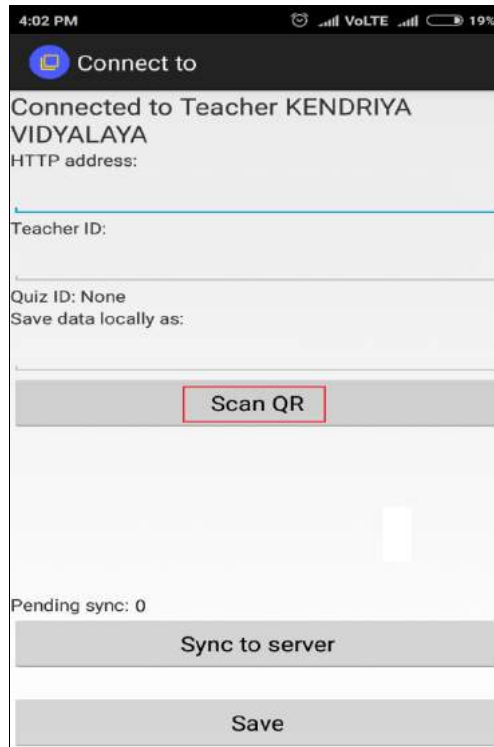 4:02 PM VoLTE 19%
Connect to
Connected to Teacher KENDRIYA
VIDYALAYA
HTTP address:
Teacher ID:
Quiz ID: None
Save data locally as:
Scan QR
Pending sync: 0
Sync to server
Save